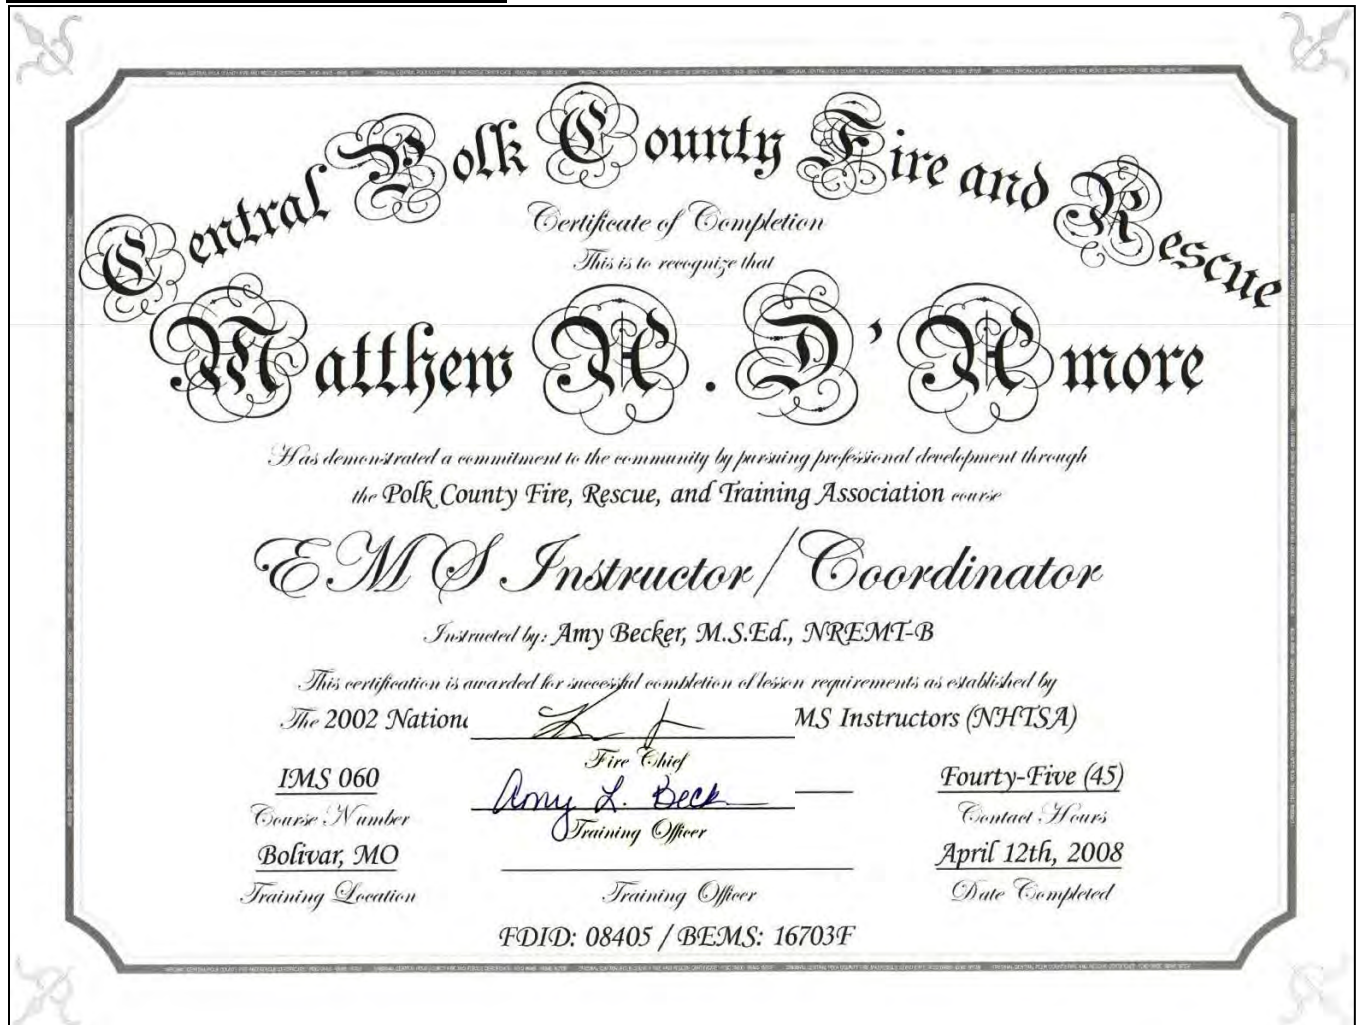 Central Polk County Fire and Rescue
Certificate of Completion
This is to recognize that
Matthew A. D'Amore
Has demonstrated a commitment to the community by pursuing professional development through
the Polk County Fire, Rescue, and Training Association course
EMS Instructor/Coordinator
Instructed by: Amy Becker, M.S.Ed., NREMT-B
This certification is awarded for successful completion of lesson requirements as established by
The 2002 Nation MS Instructors (NHTSA)
Fire Chief
IMS 060
Course Number
Amy L. Beck
Training Officer
Fourty-Five (45)
Contact Hours
Bolivar, MO
Training Location
Training Officer
April 12th, 2008
Date Completed
FDID: 08405 / BEMS: 16703F